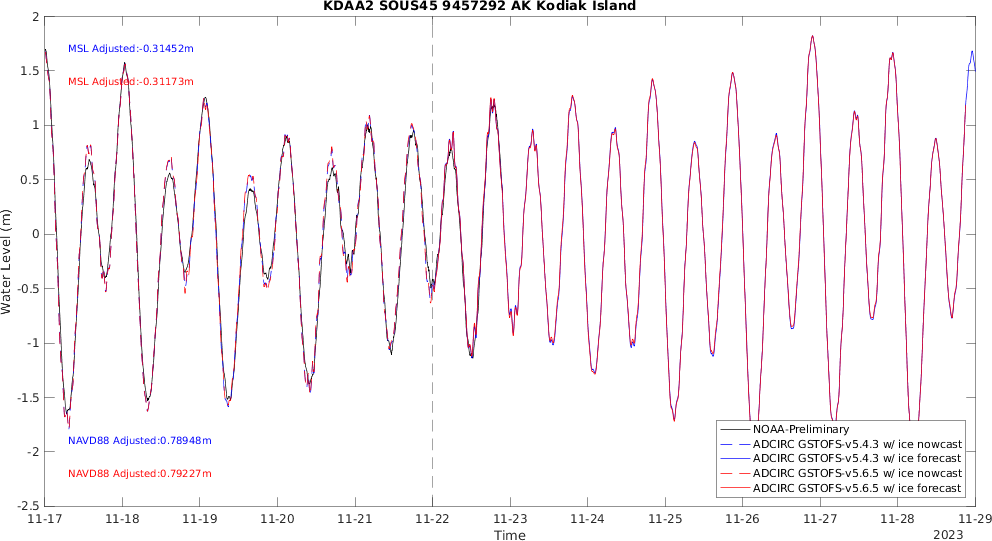 KDAA2 SOUS45 9457292 AK Kodiak Island
2
1.5
1
0.5
0
-0.5
-1
-1.5
-2
-2.5
Water Level (m)
MSL Adjusted:-0.31452m
MSL Adjusted:-0.31173m
NAVD88 Adjusted:0.78948m
NAVD88 Adjusted:0.79227m
NOAA-Preliminary
ADCIRC GSTOFS-v5.4.3 w/ ice nowcast
ADCIRC GSTOFS-v5.4.3 w/ ice forecast
ADCIRC GSTOFS-v5.6.5 w/ ice nowcast
ADCIRC GSTOFS-v5.6.5 w/ ice forecast
11-17 11-18 11-19 11-20 11-21 11-22 11-23 11-24 11-25 11-26 11-27 11-28 11-29
Time
2023